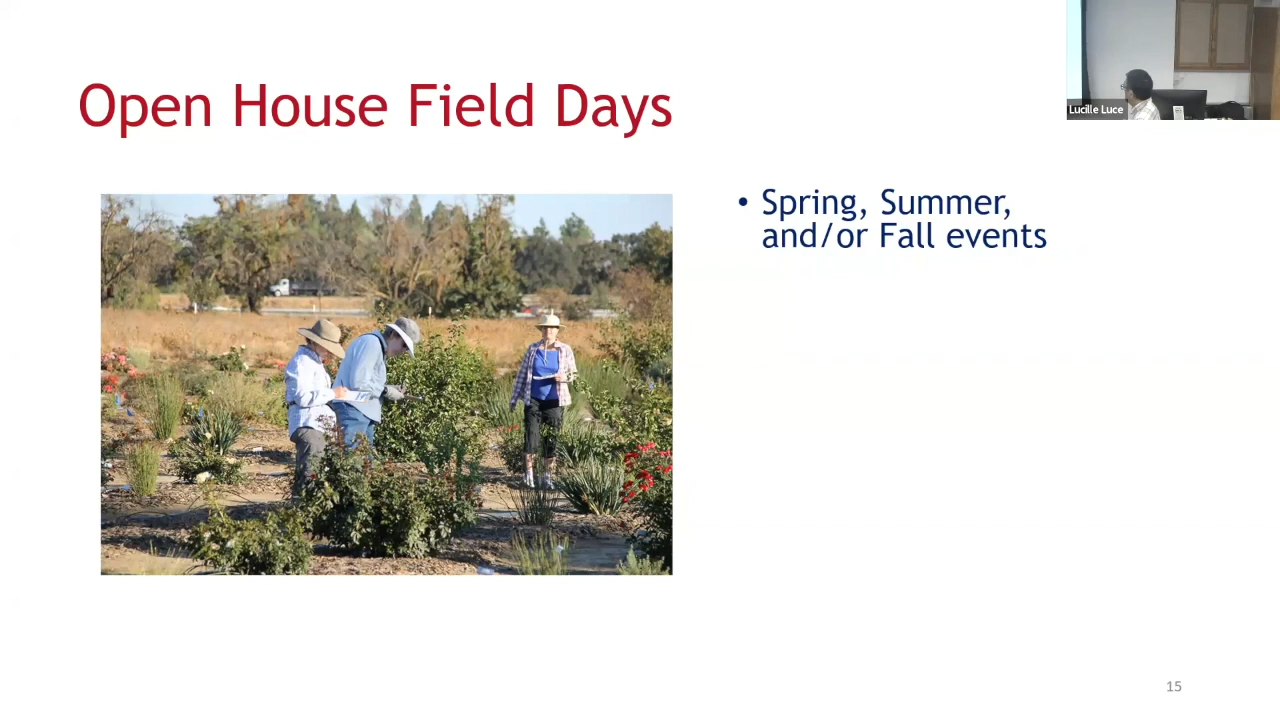 Open House Field Days
Lucille Luce
• Spring, Summer,
and/or Fall events
15